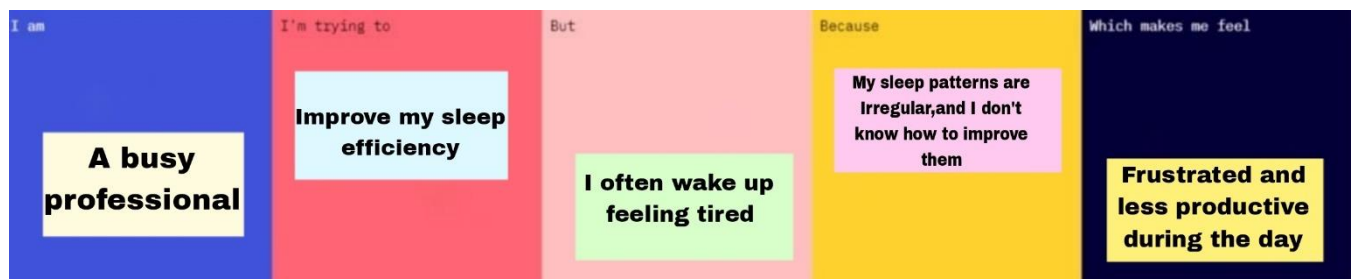 I am
A busy
professional
I'm trying to
Improve my sleep
efficiency
But
I often wake up
feeling tired
Because
My sleep patterns are
Irregular,and I don't
know how to improve
them
Which makes me feel
Frustrated and
less productive
during the day